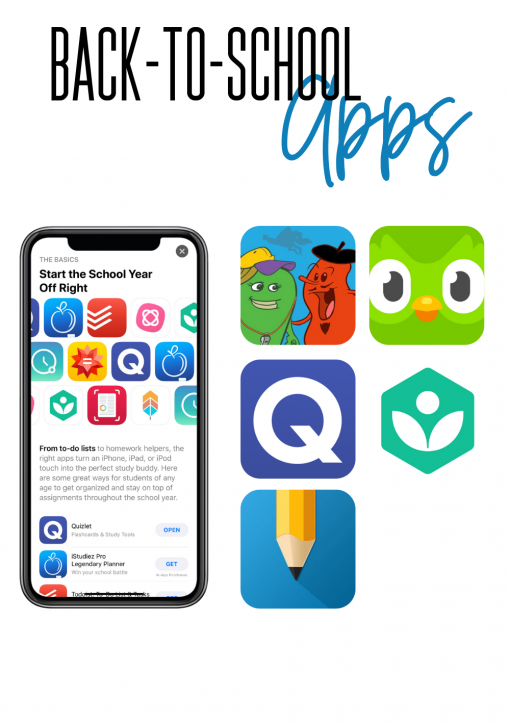 BACK-TO-SCHOOL
apps
THE BASICS
Start the School Year
Off Right
From to-do lists to homework helpers, the
right apps turn an iPhone, iPad, or iPod
touch into the perfect study buddy. Here
are some great ways for students of any
age to get organized and stay on top of
assignments throughout the school year.
Quizlet
Flashcards & Study Tools
OPEN
iStudiez Pro
Legendary Planner
Win your school battle
GET
In-App Purchases